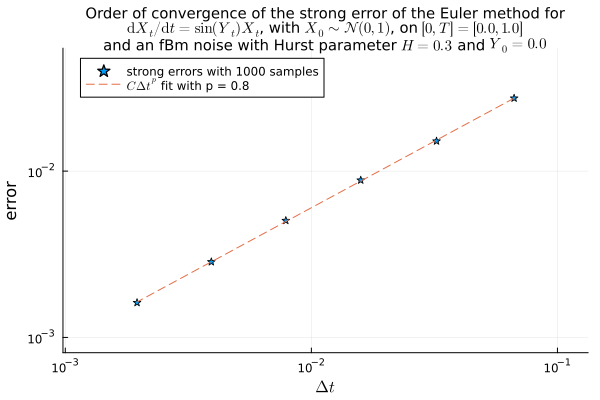 Order of convergence of the strong error of the Euler method for
dX_t/dt = sin(Y_t)X_t, with X_0 ∼ 𝒩(0,1), on [0,T] = [0.0,1.0]
and an fBm noise with Hurst parameter H = 0.3 and Y_0 = 0.0
strong errors with 1000 samples
CΔt^p fit with p = 0.8
error
10^-2
10^-3
10^-3
10^-2
10^-1
Δt